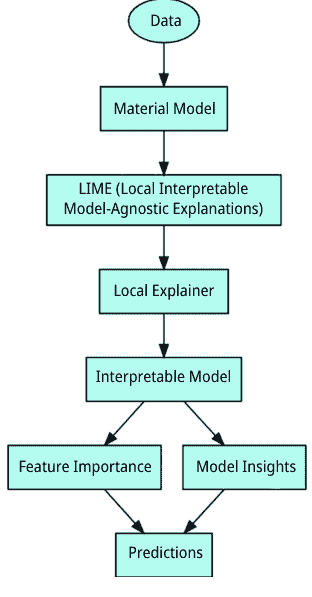 Data
Material Model
LIME (Local Interpretable
Model-Agnostic Explanations)
Local Explainer
Interpretable Model
Feature Importance
Model Insights
Predictions